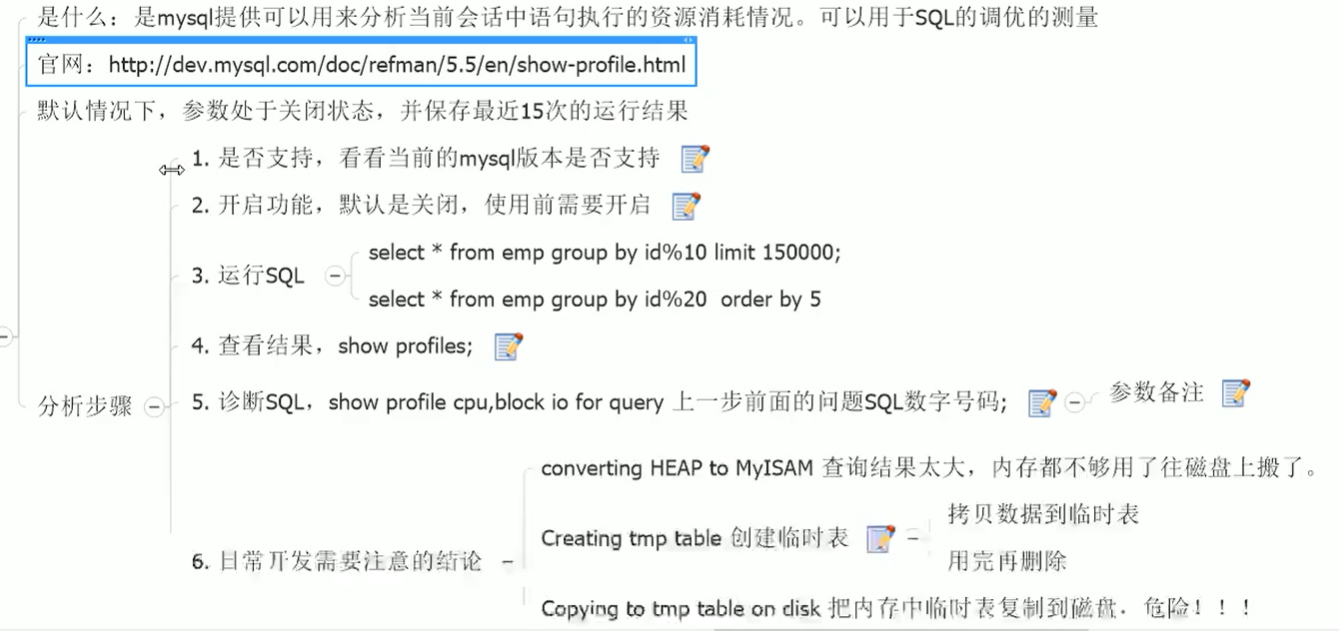 是什么：是mysql提供可以用来分析当前会话中语句执行的资源消耗情况。可以用于SQL的调优的测量
官网：http://dev.mysql.com/doc/refman/5.5/en/show-profile.html
默认情况下，参数处于关闭状态，并保存最近15次的运行结果
分析步骤
1. 是否支持，看看当前的mysql版本是否支持
2. 开启功能，默认是关闭，使用前需要开启
3. 运行SQL
select * from emp group by id%10 limit 150000;
select * from emp group by id%20 order by 5
4. 查看结果，show profiles;
5. 诊断SQL，show profile cpu,block io for query 上一步前面的问题SQL数字号码;
参数备注
6. 日常开发需要注意的结论
converting HEAP to MyISAM 查询结果太大，内存都不够用了往磁盘上搬了。
Creating tmp table 创建临时表
拷贝数据到临时表
用完再删除
Copying to tmp table on disk 把内存中临时表复制到磁盘，危险！！！